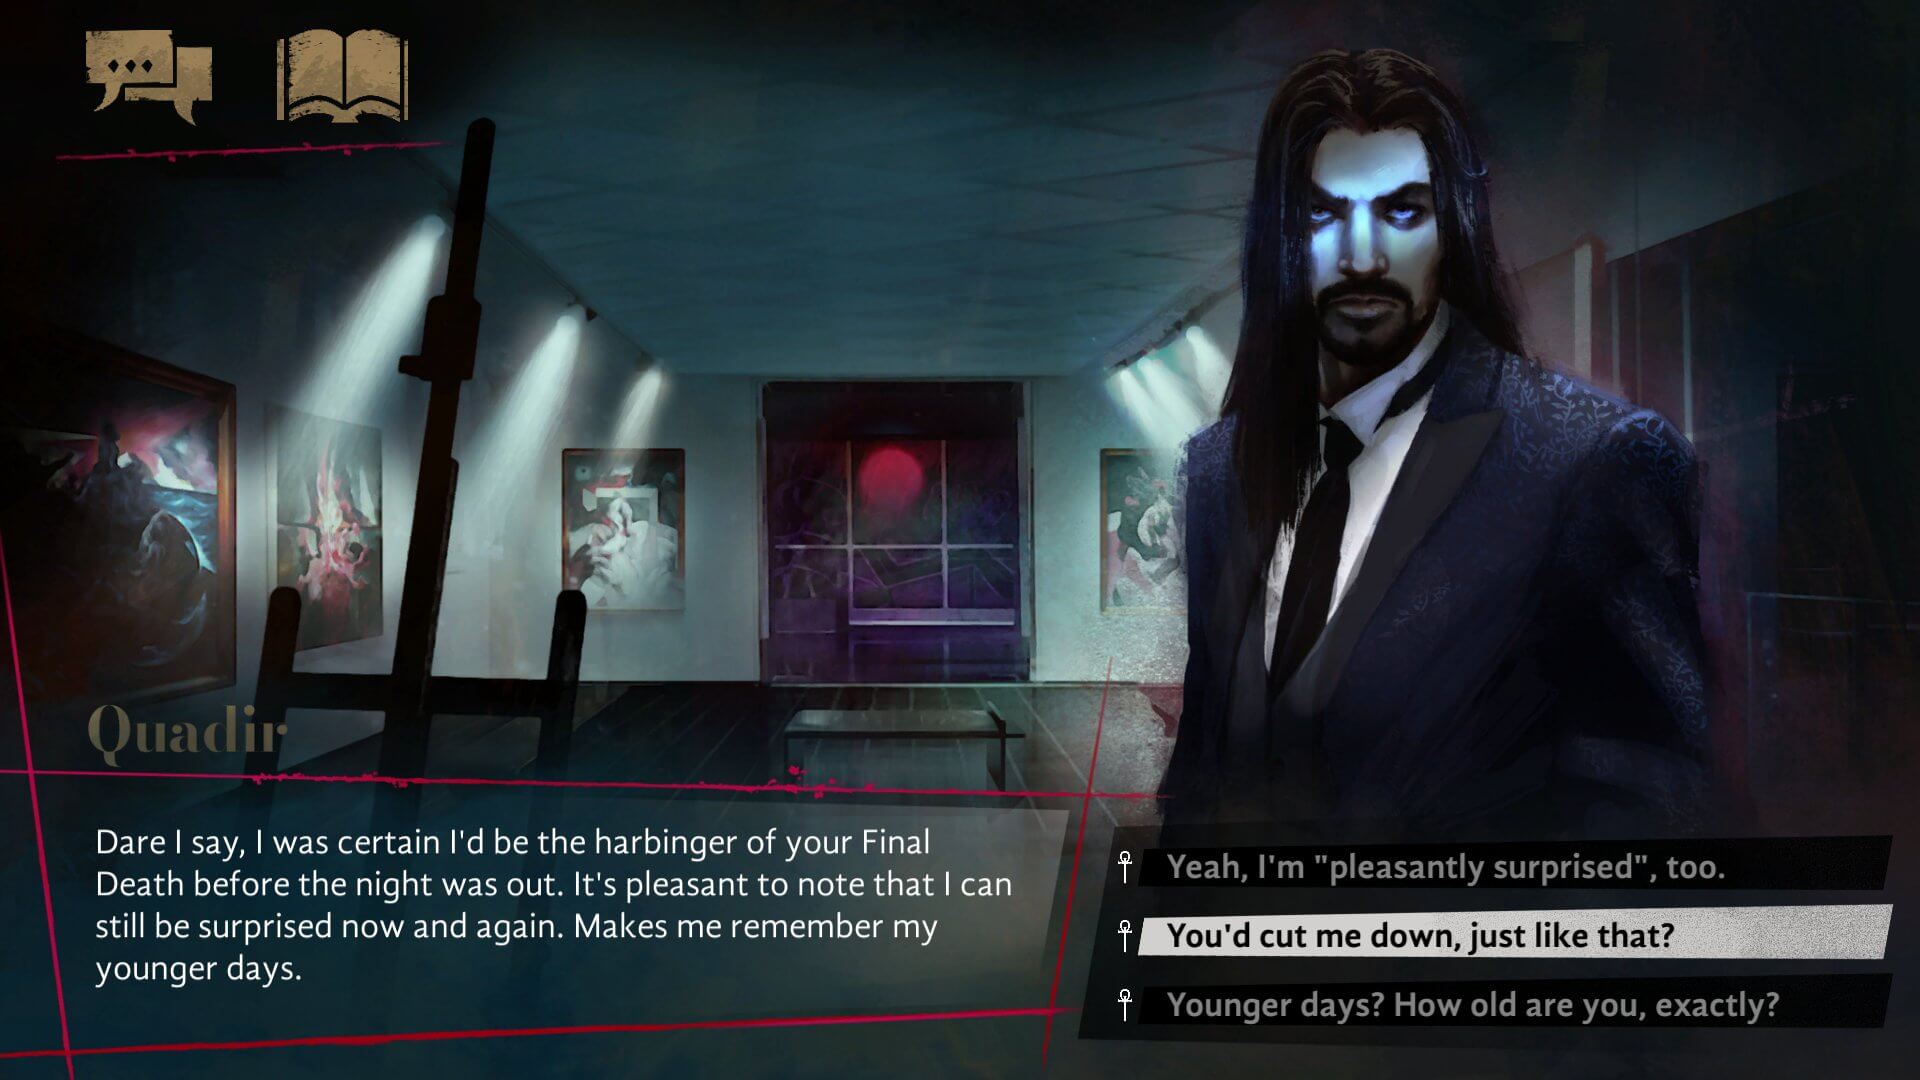 Quadir
Dare I say, I was certain I'd be the harbinger of your Final
Death before the night was out. It's pleasant to note that I can
still be surprised now and again. Makes me remember my
younger days.
Yeah, I'm "pleasantly surprised", too.
You'd cut me down, just like that?
Younger days? How old are you, exactly?